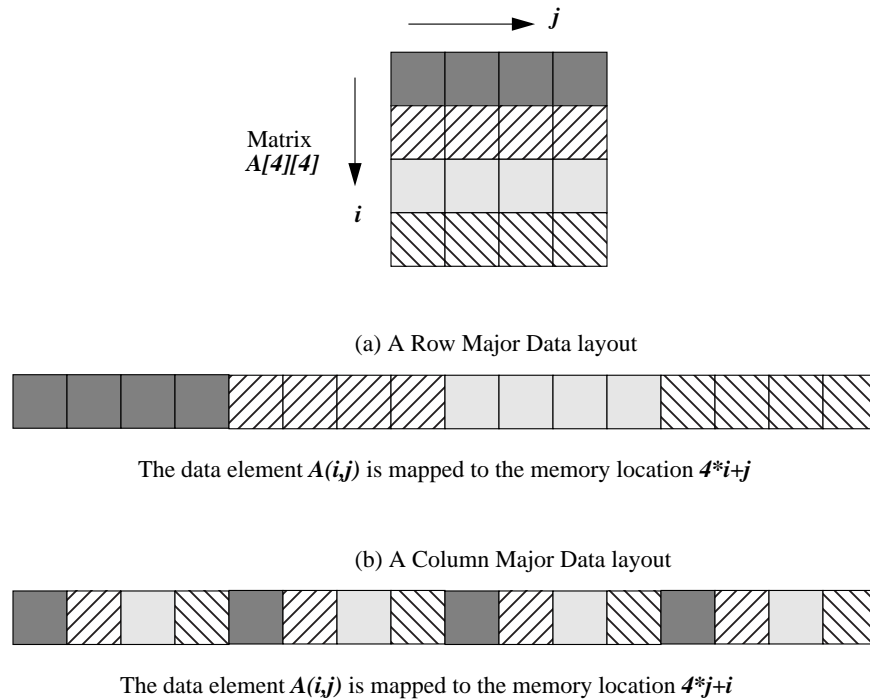 j
Matrix
A[4][4]
i
(a) A Row Major Data layout
The data element A(i,j) is mapped to the memory location 4*i+j
(b) A Column Major Data layout
The data element A(i,j) is mapped to the memory location 4*j+i